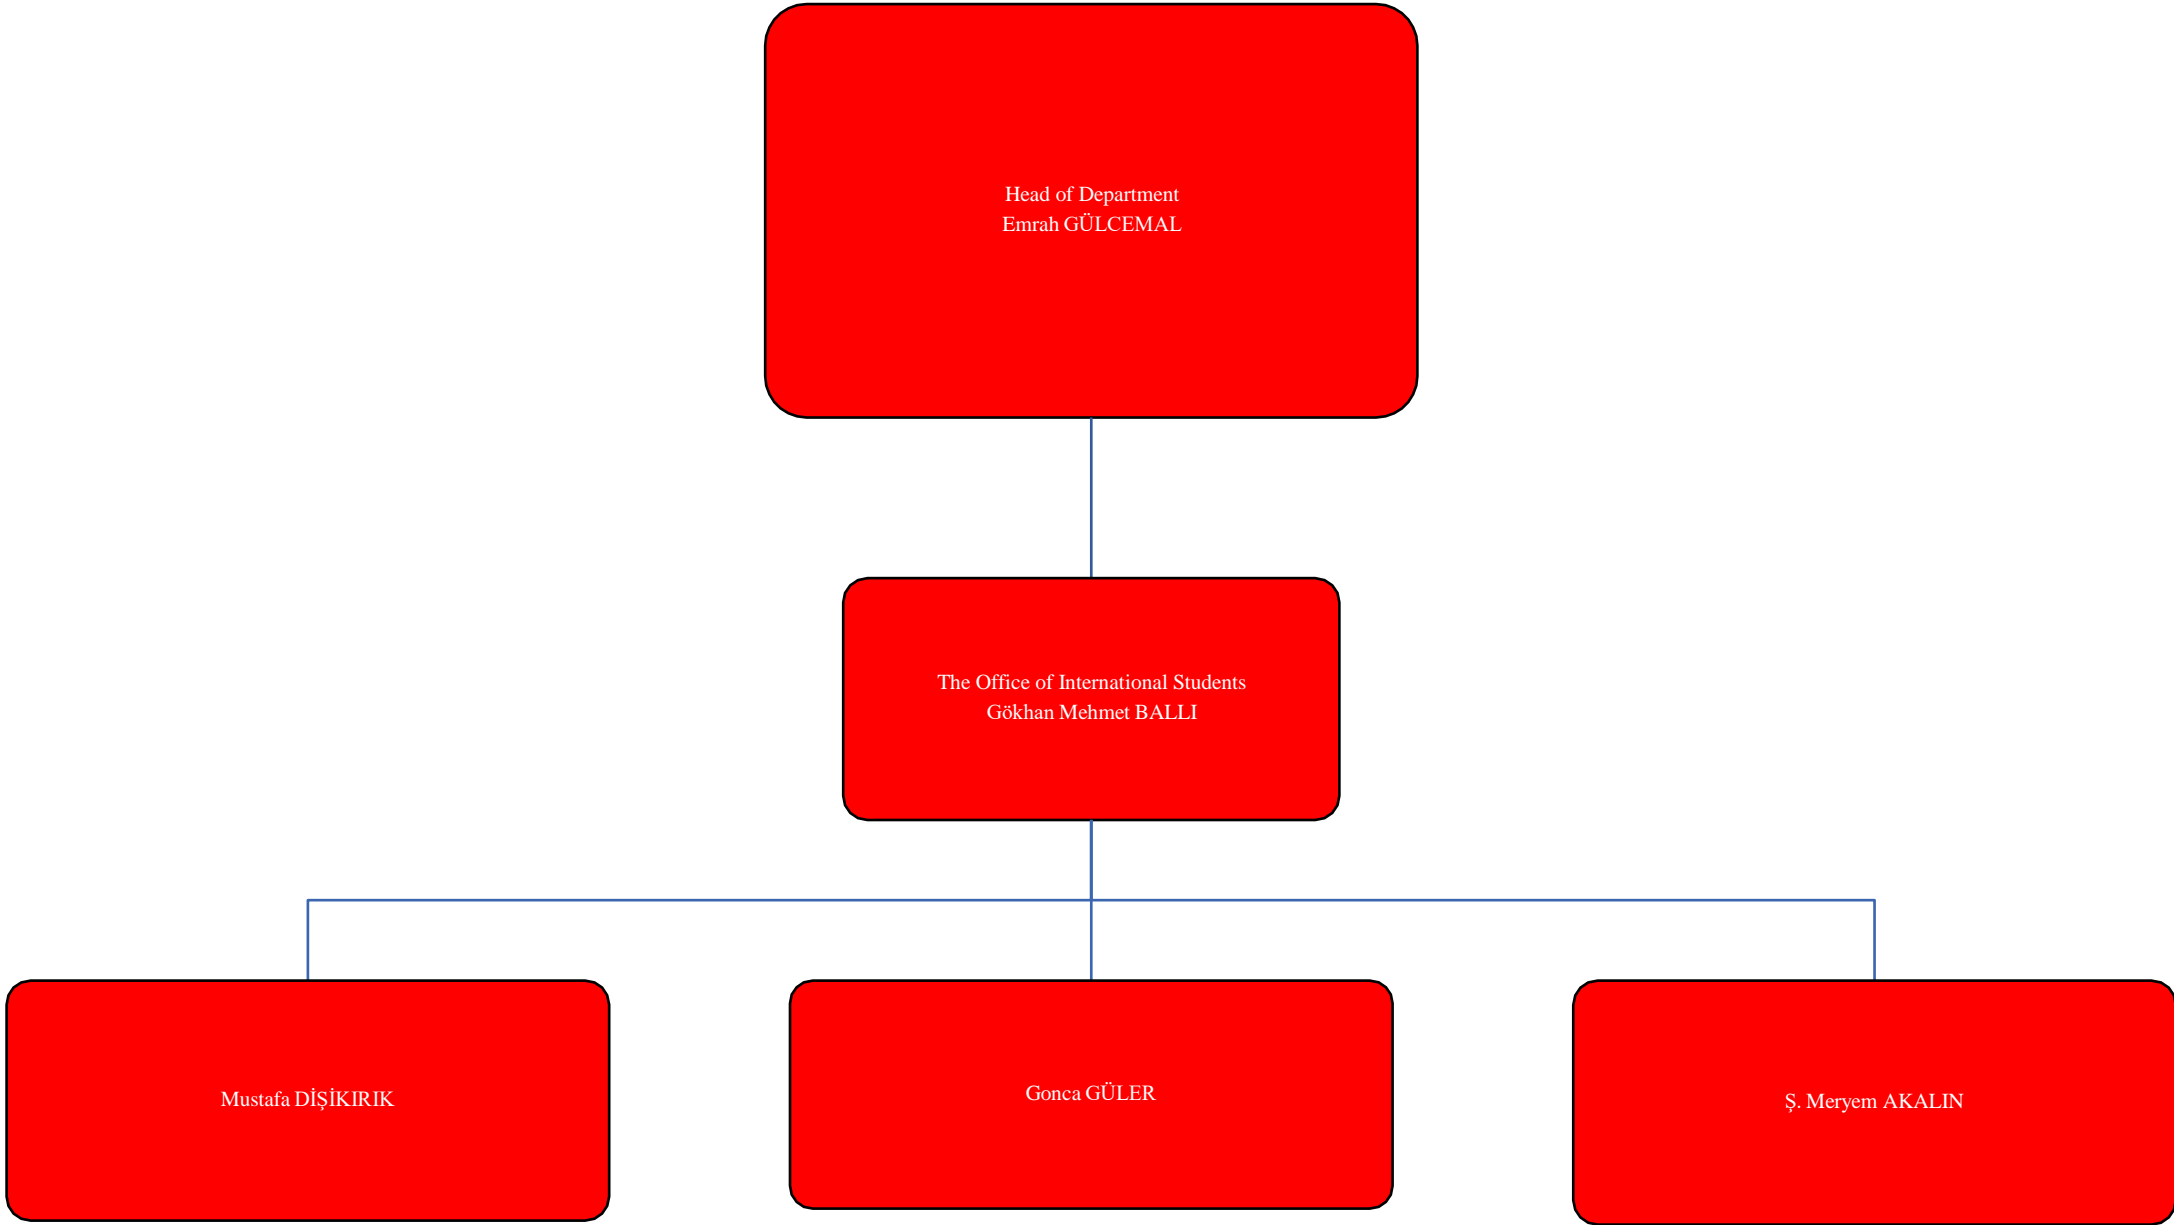 Head of Department
Emrah GÜLCEMAL
The Office of International Students
Gökhan Mehmet BALLI
Mustafa DİŞİKIRIK
Gonca GÜLER
Ş. Meryem AKALIN